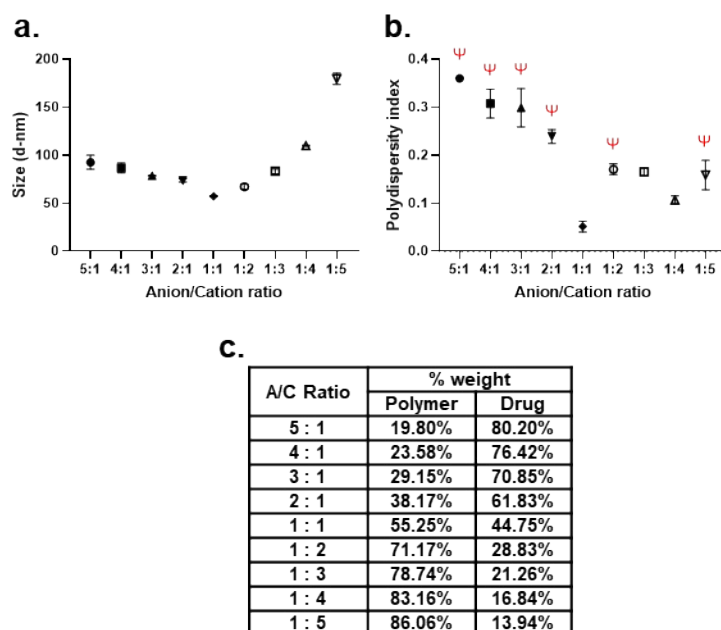 a.
200
150
100
50
0
Size (d-nm)
5:1 4:1 3:1 2:1 1:1 1:2 1:3 1:4 1:5
Anion/Cation ratio
b.
0.4
0.3
0.2
0.1
0.0
Polydispersity index
Ψ Ψ Ψ Ψ Ψ Ψ
5:1 4:1 3:1 2:1 1:1 1:2 1:3 1:4 1:5
Anion/Cation ratio
c.
A/C Ratio % weight
Polymer Drug
5 : 1 19.80% 80.20%
4 : 1 23.58% 76.42%
3 : 1 29.15% 70.85%
2 : 1 38.17% 61.83%
1 : 1 55.25% 44.75%
1 : 2 71.17% 28.83%
1 : 3 78.74% 21.26%
1 : 4 83.16% 16.84%
1 : 5 86.06% 13.94%